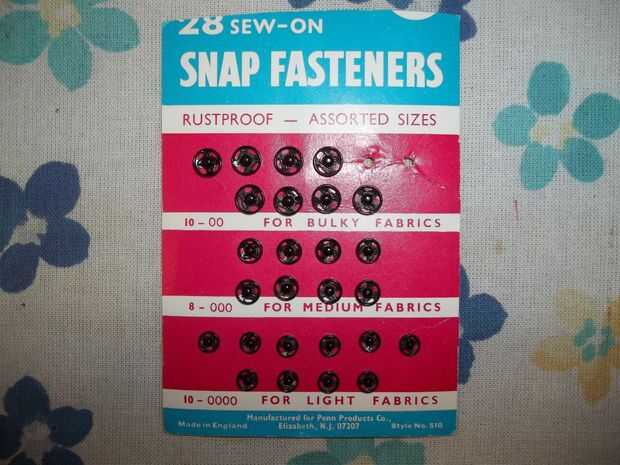 28 SEW-ON
SNAP FASTENERS
RUSTPROOF — ASSORTED SIZES
10 - 00 FOR BULKY FABRICS
8 - 000 FOR MEDIUM FABRICS
10 - 0000 FOR LIGHT FABRICS
Manufactured for Penn Products Co.,
Made in England Elizabeth, N.J. 07207 Style No. 510